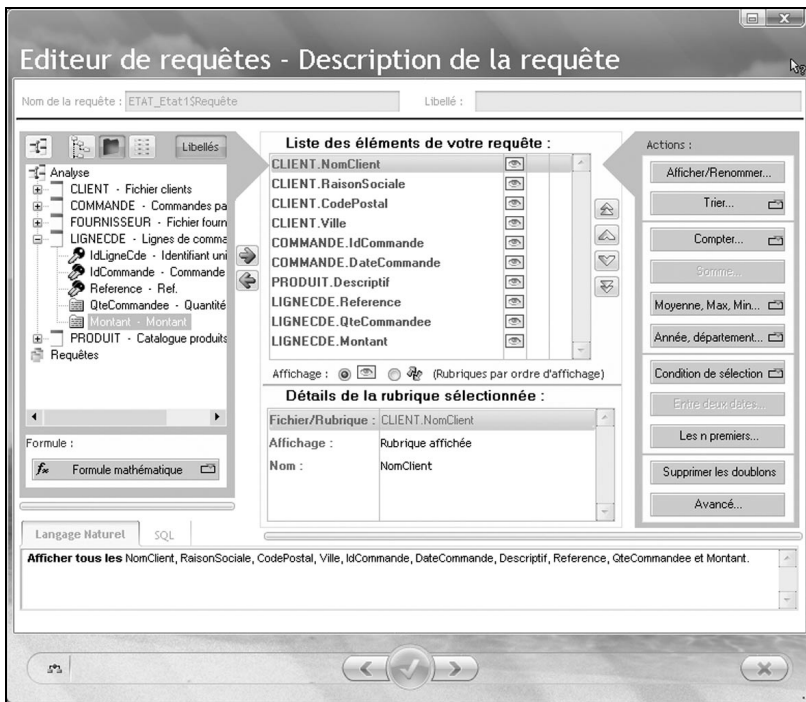 Editeur de requêtes - Description de la requête
Nom de la requête : ETAT_Etat1$Requête
Libellé :
Libellés
Analyse
CLIENT - Fichier clients
COMMANDE - Commandes pa
FOURNISSEUR - Fichier fourn
LIGNECDE - Lignes de comma
IdLigneCde - Identifiant uni
IdCommande - Commande
Reference - Ref.
QteCommandee - Quantité
Montant - Montant
PRODUIT - Catalogue produits
Requêtes
Formule :
fx Formule mathématique
Liste des éléments de votre requête :
CLIENT.NomClient
CLIENT.RaisonSociale
CLIENT.CodePostal
CLIENT.Ville
COMMANDE.IdCommande
COMMANDE.DateCommande
PRODUIT.Descriptif
LIGNECDE.Reference
LIGNECDE.QteCommandee
LIGNECDE.Montant
Affichage : (Rubriques par ordre d'affichage)
Détails de la rubrique sélectionnée :
Fichier/Rubrique : CLIENT.NomClient
Affichage : Rubrique affichée
Nom : NomClient
Actions :
Afficher/Renommer...
Trier...
Compter...
Somme...
Moyenne, Max, Min...
Année, département...
Condition de sélection
Entre deux dates...
Les n premiers...
Supprimer les doublons
Avancé...
Langage Naturel
SQL
Afficher tous les NomClient, RaisonSociale, CodePostal, Ville, IdCommande, DateCommande, Descriptif, Reference, QteCommandee et Montant.